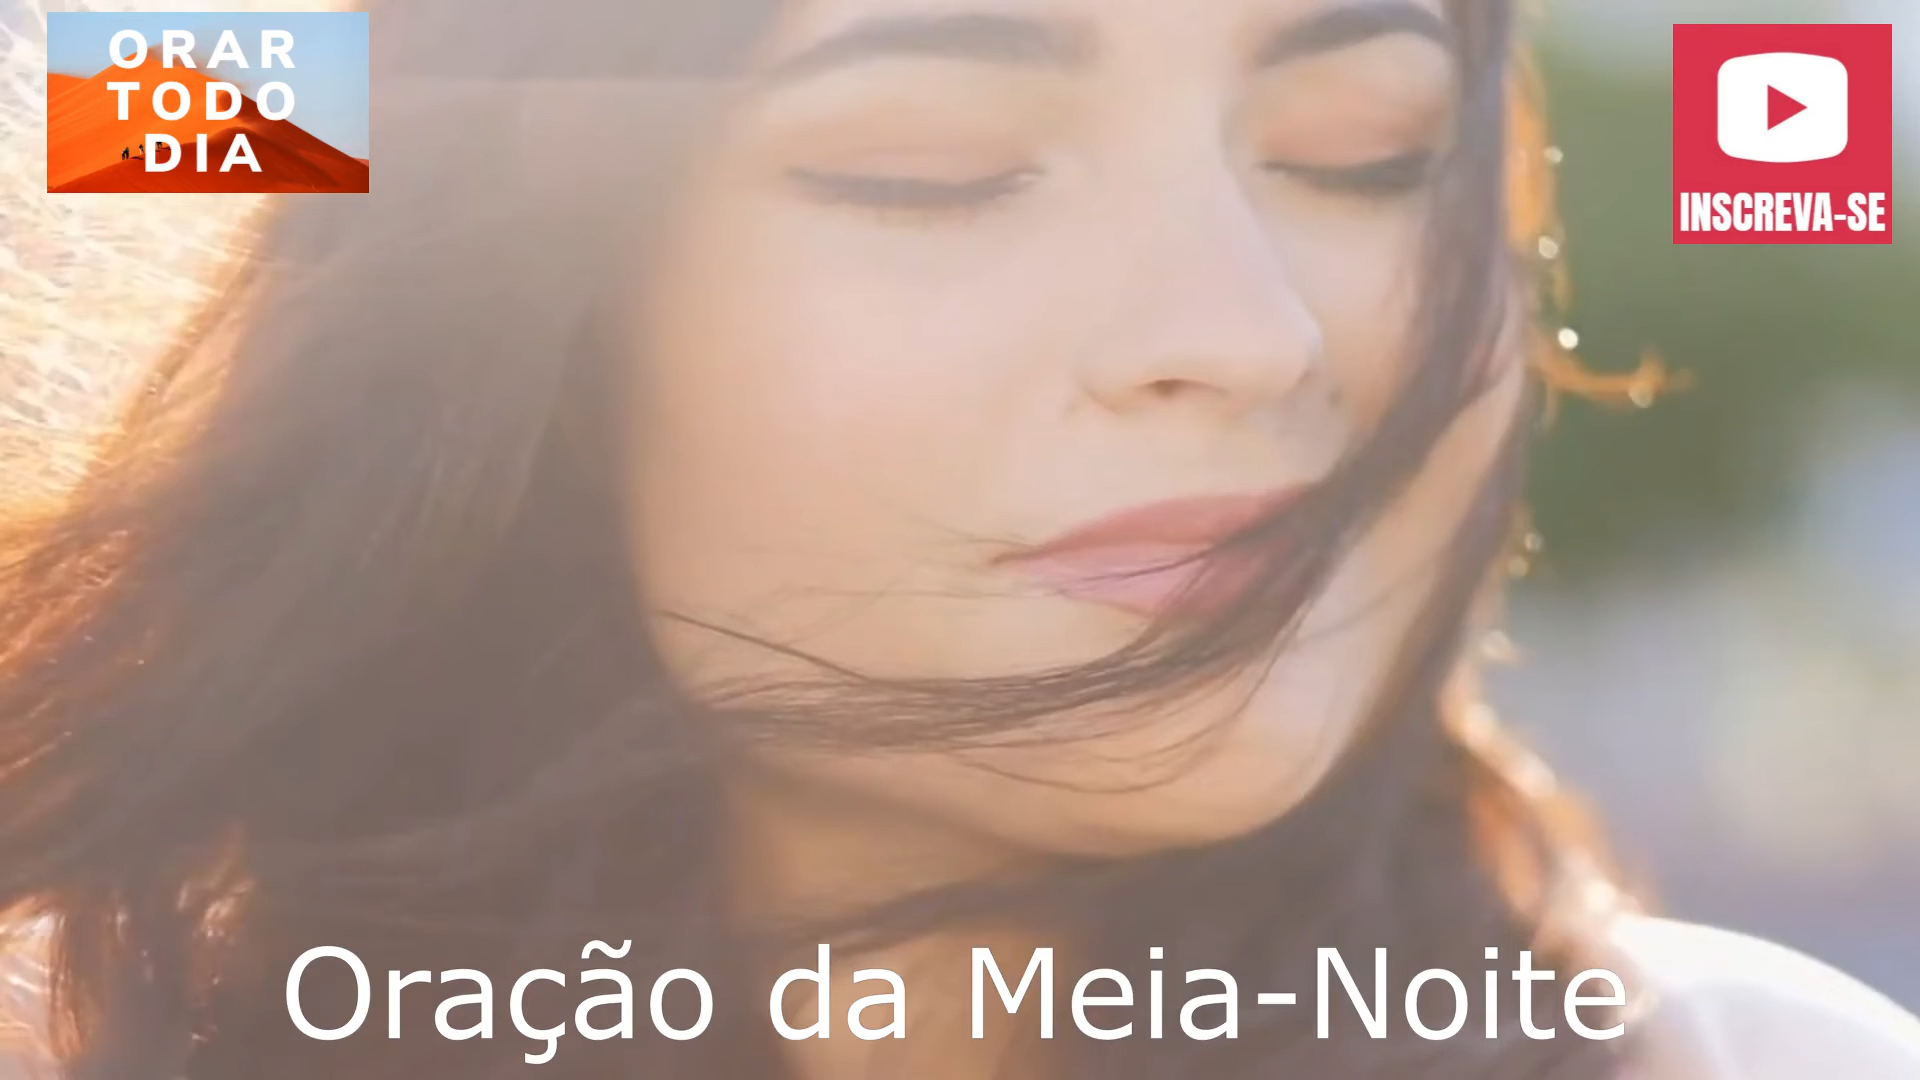 ORAR
TODO
DIA
INSCREVA-SE
Oração da Meia-Noite